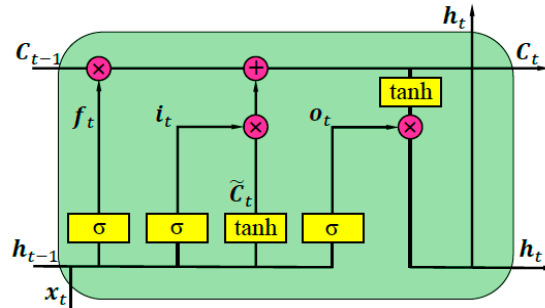 h_t
C_{t-1} × + C_t
tanh
f_t i_t × o_t ×
C̃_t
σ σ tanh σ
h_{t-1} h_t
x_t